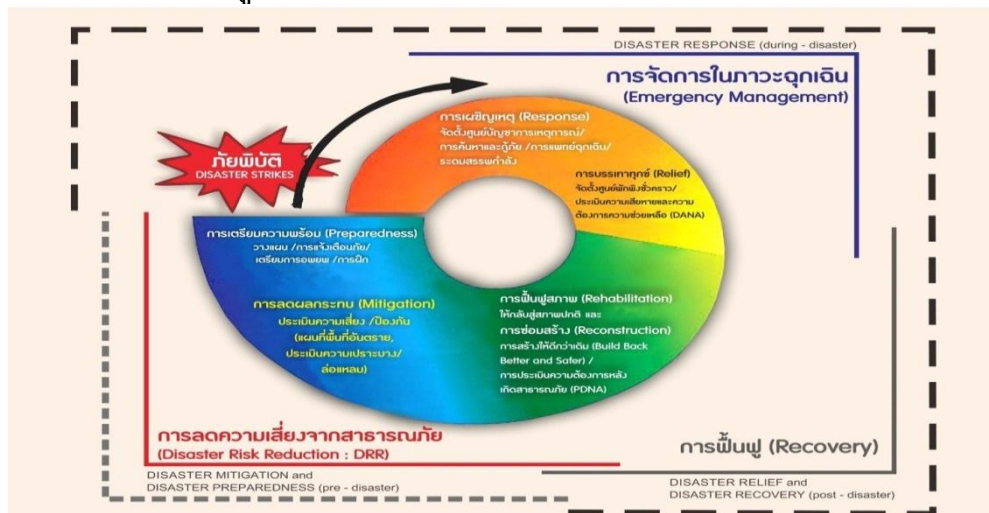 DISASTER RESPONSE (during - disaster)
การจัดการในภาวะฉุกเฉิน
(Emergency Management)
ภัยพิบัติ
DISASTER STRIKES
การเผชิญเหตุ (Response)
จัดตั้งศูนย์บัญชาการเหตุการณ์/
การค้นหาและกู้ภัย /การแพทย์ฉุกเฉิน/
ระดมสรรพกำลัง
การบรรเทาทุกข์ (Relief)
จัดตั้งศูนย์พักพิงชั่วคราว/
ประเมินความเสียหายและความ
ต้องการความช่วยเหลือ (DANA)
การเตรียมความพร้อม (Preparedness)
วางแผน /การแจ้งเตือนภัย/
เตรียมการอพยพ /การฝึก
การลดผลกระทบ (Mitigation)
ประเมินความเสี่ยง /ป้องกัน
(แผนที่พื้นที่อันตราย,
ประเมินความเปราะบาง/
ล่อแหลม)
การฟื้นฟูสภาพ (Rehabilitation)
ให้กลับสู่สภาพปกติ และ
การซ่อมสร้าง (Reconstruction)
การสร้างให้ดีกว่าเดิม (Build Back
Better and Safer) /
การประเมินความต้องการหลัง
เกิดสาธารณภัย (PDNA)
การลดความเสี่ยงจากสาธารณภัย
(Disaster Risk Reduction : DRR)
DISASTER MITIGATION and
DISASTER PREPAREDNESS (pre - disaster)
การฟื้นฟู (Recovery)
DISASTER RELIEF and
DISASTER RECOVERY (post - disaster)